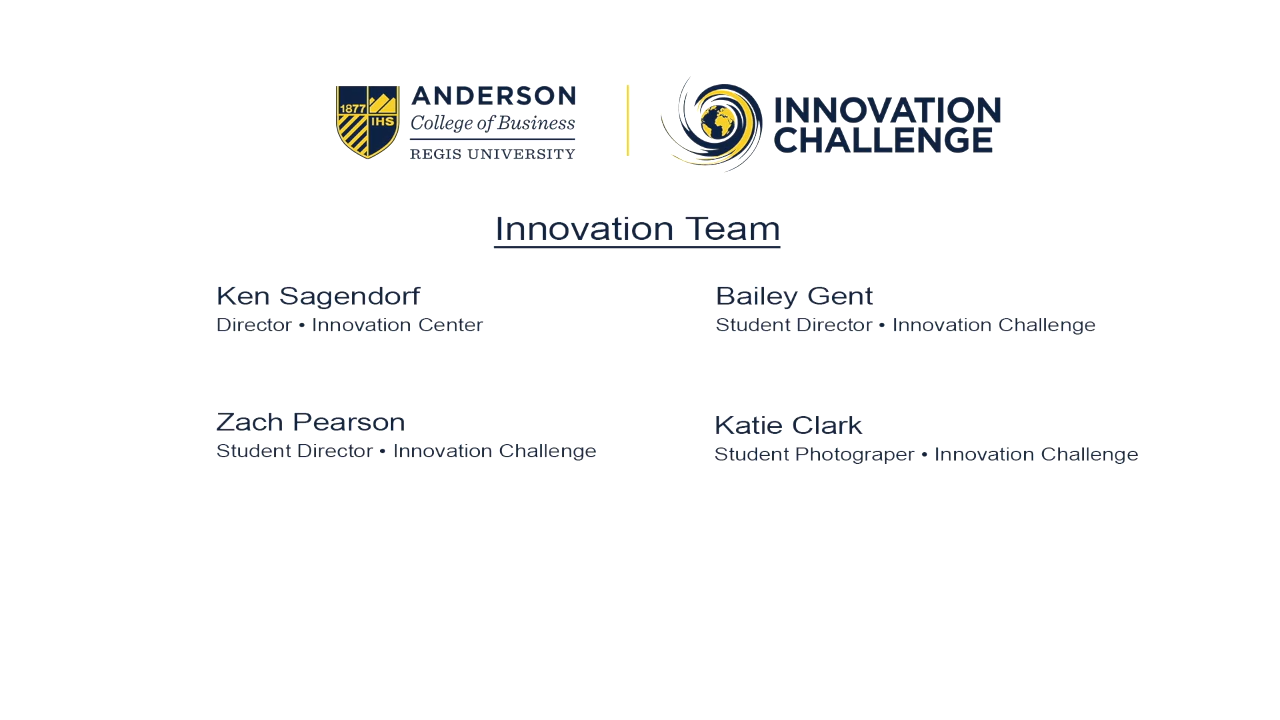 1877
IHS
ANDERSON
College of Business
REGIS UNIVERSITY
INNOVATION
CHALLENGE
Innovation Team
Ken Sagendorf
Director • Innovation Center
Bailey Gent
Student Director • Innovation Challenge
Zach Pearson
Student Director • Innovation Challenge
Katie Clark
Student Photograper • Innovation Challenge